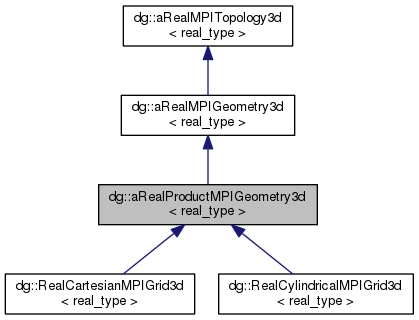 dg::aRealMPITopology3d
< real_type >
dg::aRealMPIGeometry3d
< real_type >
dg::aRealProductMPIGeometry3d
< real_type >
dg::RealCartesianMPIGrid3d
< real_type >
dg::RealCylindricalMPIGrid3d
< real_type >